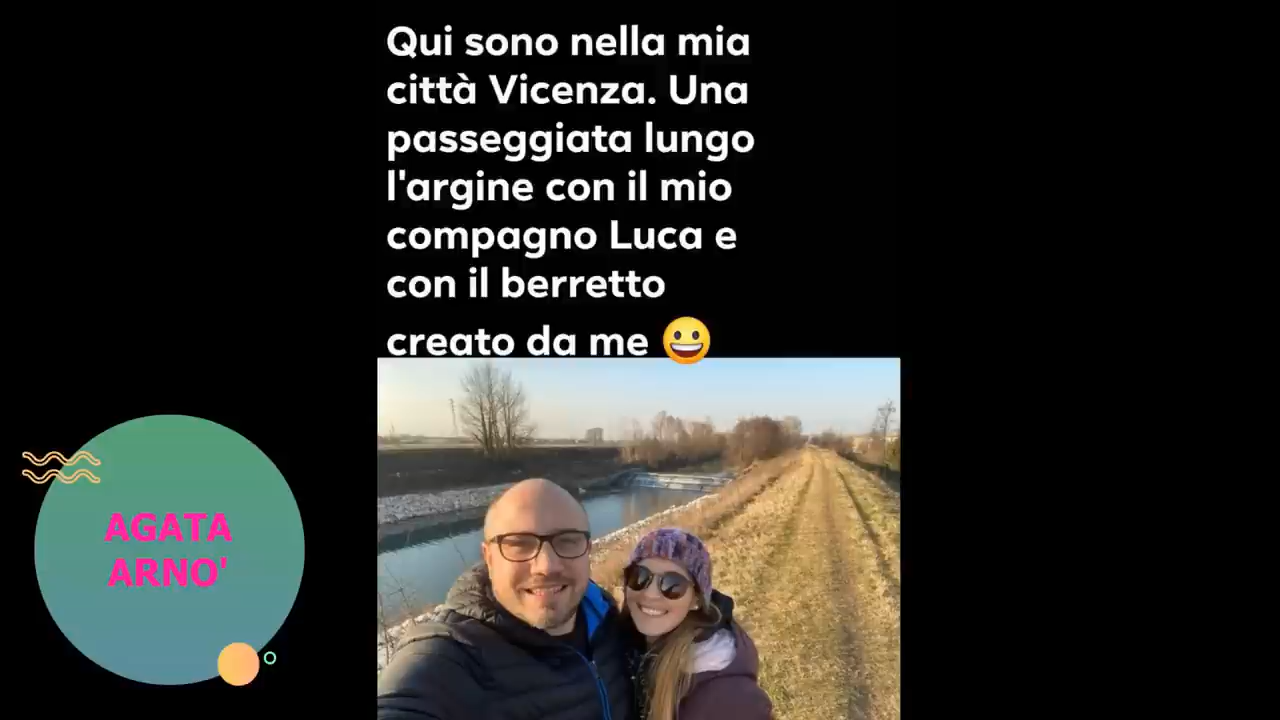 Qui sono nella mia
città Vicenza. Una
passeggiata lungo
l'argine con il mio
compagno Luca e
con il berretto
creato da me 😀
AGATA
ARNO'